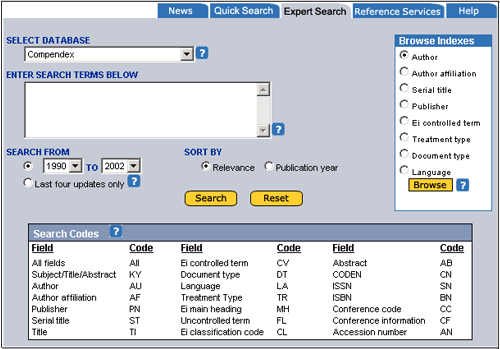 News Quick Search Expert Search Reference Services Help
SELECT DATABASE
Compendex
?
ENTER SEARCH TERMS BELOW
?
SEARCH FROM
1990 TO 2002
Last four updates only ?
SORT BY
Relevance Publication year
Search Reset
Browse Indexes
Author
Author affiliation
Serial title
Publisher
Ei controlled term
Treatment type
Document type
Language
Browse ?
Search Codes ?
Field Code Field Code Field Code
All fields All Ei controlled term CV Abstract AB
Subject/Title/Abstract KY Document type DT CODEN CN
Author AU Language LA ISSN SN
Author affiliation AF Treatment Type TR ISBN BN
Publisher PN Ei main heading MH Conference code CC
Serial title ST Uncontrolled term FL Conference information CF
Title TI Ei classification code CL Accession number AN